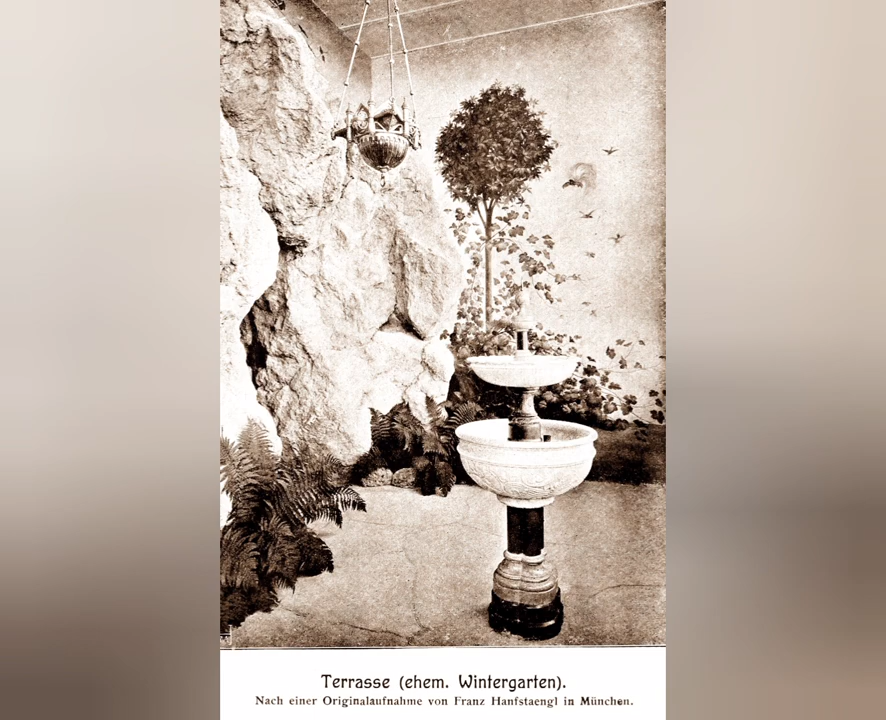 Terrasse (ehem. Wintergarten).
Nach einer Originalaufnahme von Franz Hanfstaengl in München.